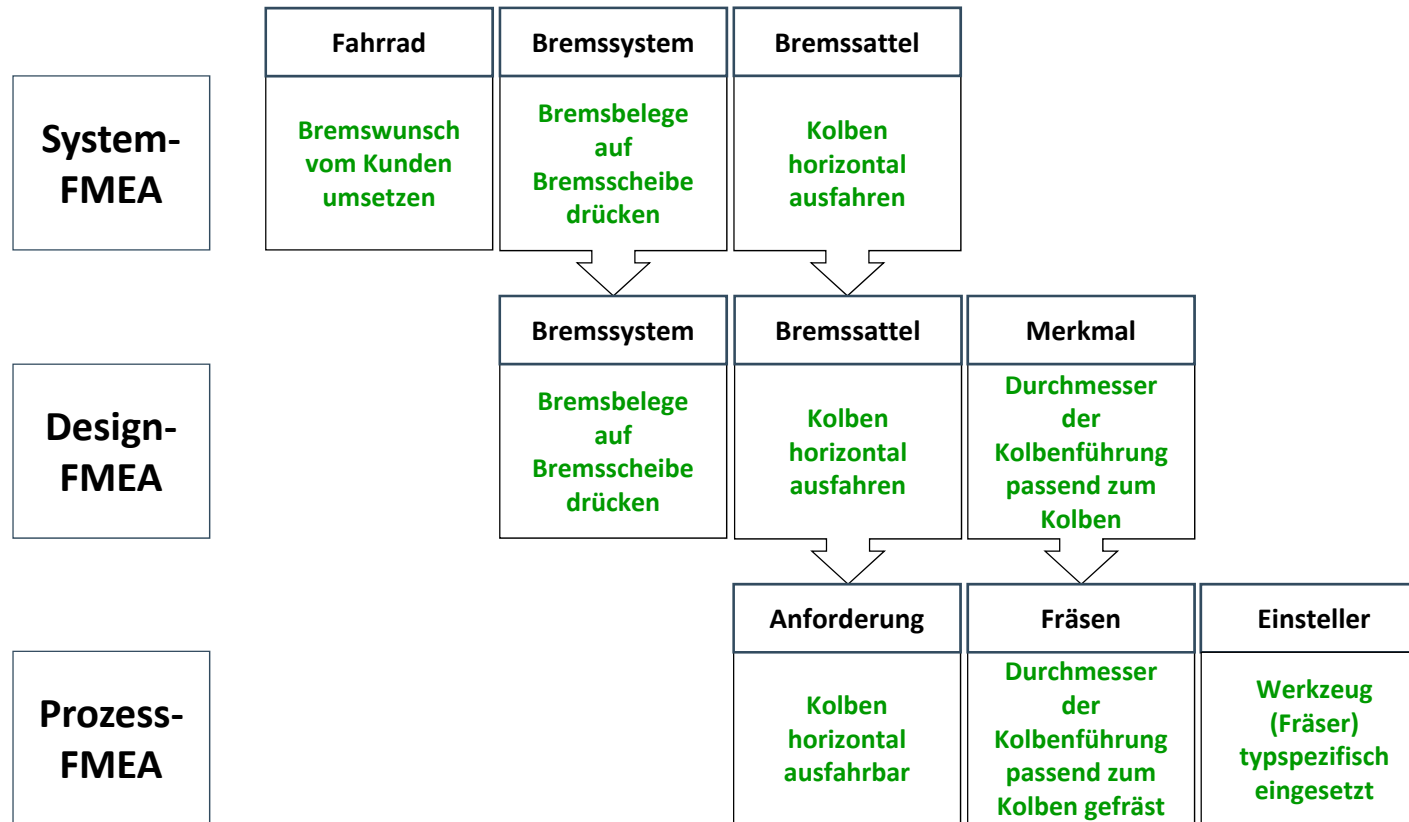 Fahrrad
Bremssystem
Bremssattel
System-
FMEA
Bremswunsch
vom Kunden
umsetzen
Bremsbelege
auf
Bremsscheibe
drücken
Kolben
horizontal
ausfahren
Bremssystem
Bremssattel
Merkmal
Design-
FMEA
Bremsbelege
auf
Bremsscheibe
drücken
Kolben
horizontal
ausfahren
Durchmesser
der
Kolbenführung
passend zum
Kolben
Anforderung
Fräsen
Einsteller
Prozess-
FMEA
Kolben
horizontal
ausfahrbar
Durchmesser
der
Kolbenführung
passend zum
Kolben gefräst
Werkzeug
(Fräser)
typspezifisch
eingesetzt